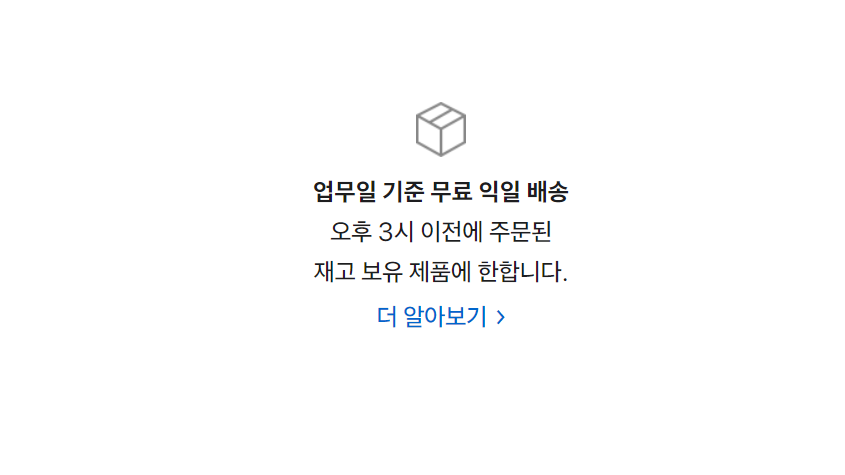 업무일 기준 무료 익일 배송
오후 3시 이전에 주문된
재고 보유 제품에 한합니다.
더 알아보기 >